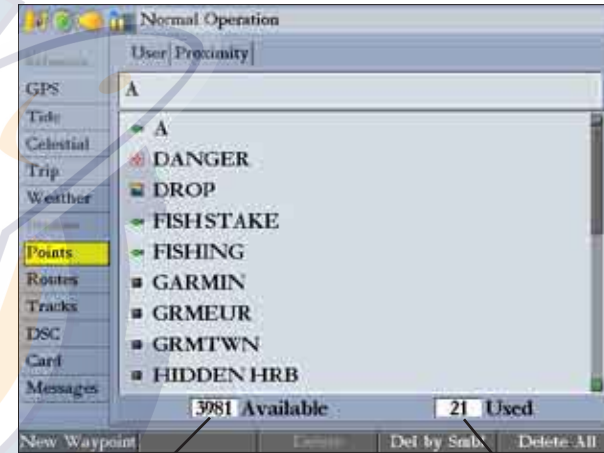 Normal Operation
User Proximity
GPS
Tide
Celestial
Trip
Weather
Points
Routes
Tracks
DSC
Card
Messages
A
A
DANGER
DROP
FISHSTAKE
FISHING
GARMIN
GRMEUR
GRMTWN
HIDDEN HRB
3981 Available
21 Used
New Waypoint
Del by Smbl
Delete All